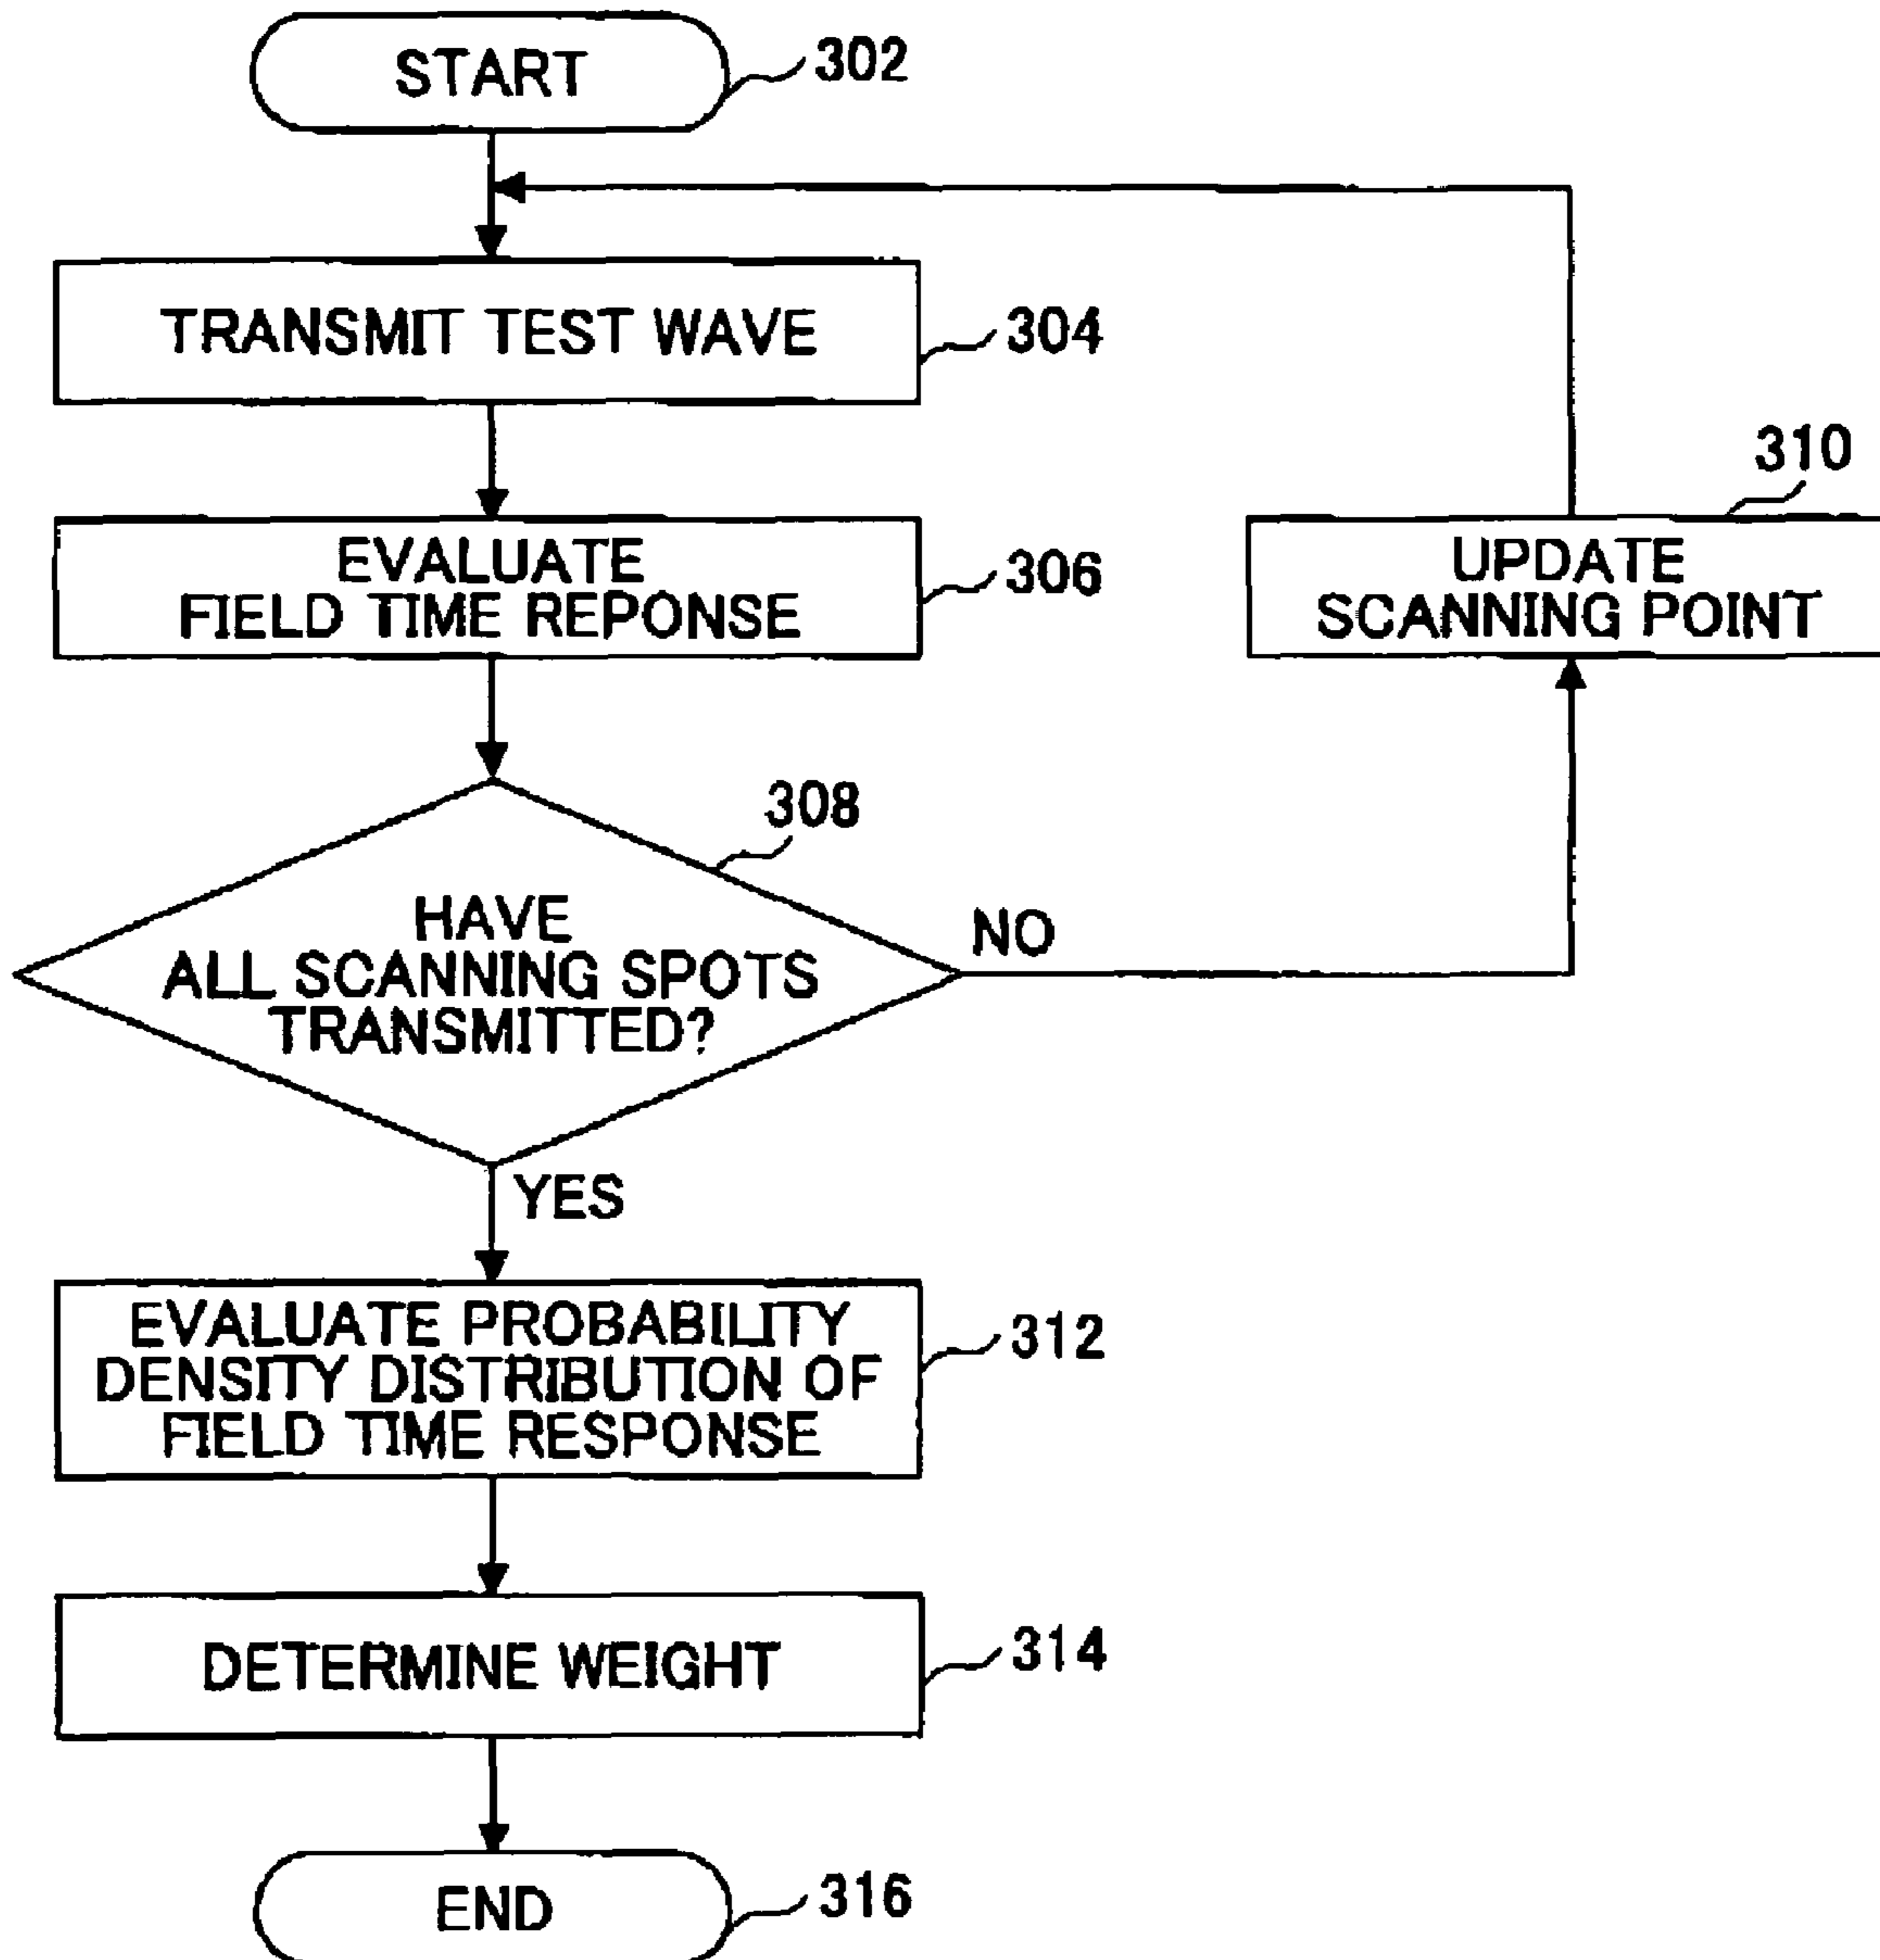 START
302
TRANSMIT TEST WAVE
304
EVALUATE
FIELD TIME REPONSE
306
310
UPDATE
SCANNING POINT
308
HAVE
ALL SCANNING SPOTS
TRANSMITTED?
NO
YES
EVALUATE PROBABILITY
DENSITY DISTRIBUTION OF
FIELD TIME RESPONSE
312
DETERMINE WEIGHT
314
END
316